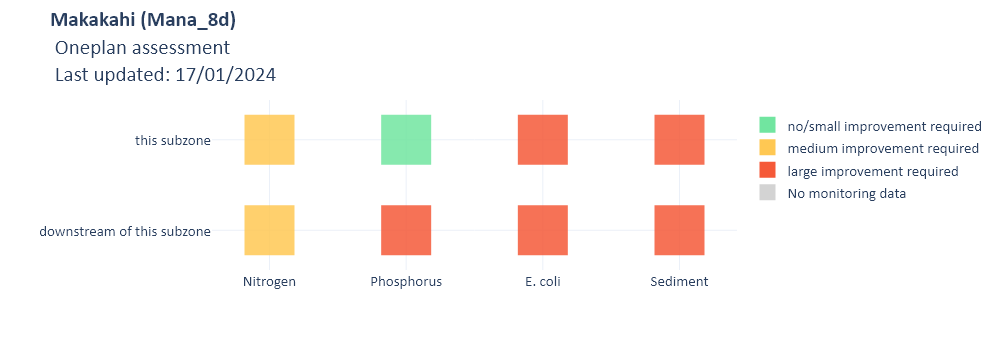 Makakahi (Mana_8d)
Oneplan assessment
Last updated: 17/01/2024
this subzone
downstream of this subzone
Nitrogen
Phosphorus
E. coli
Sediment
no/small improvement required
medium improvement required
large improvement required
No monitoring data